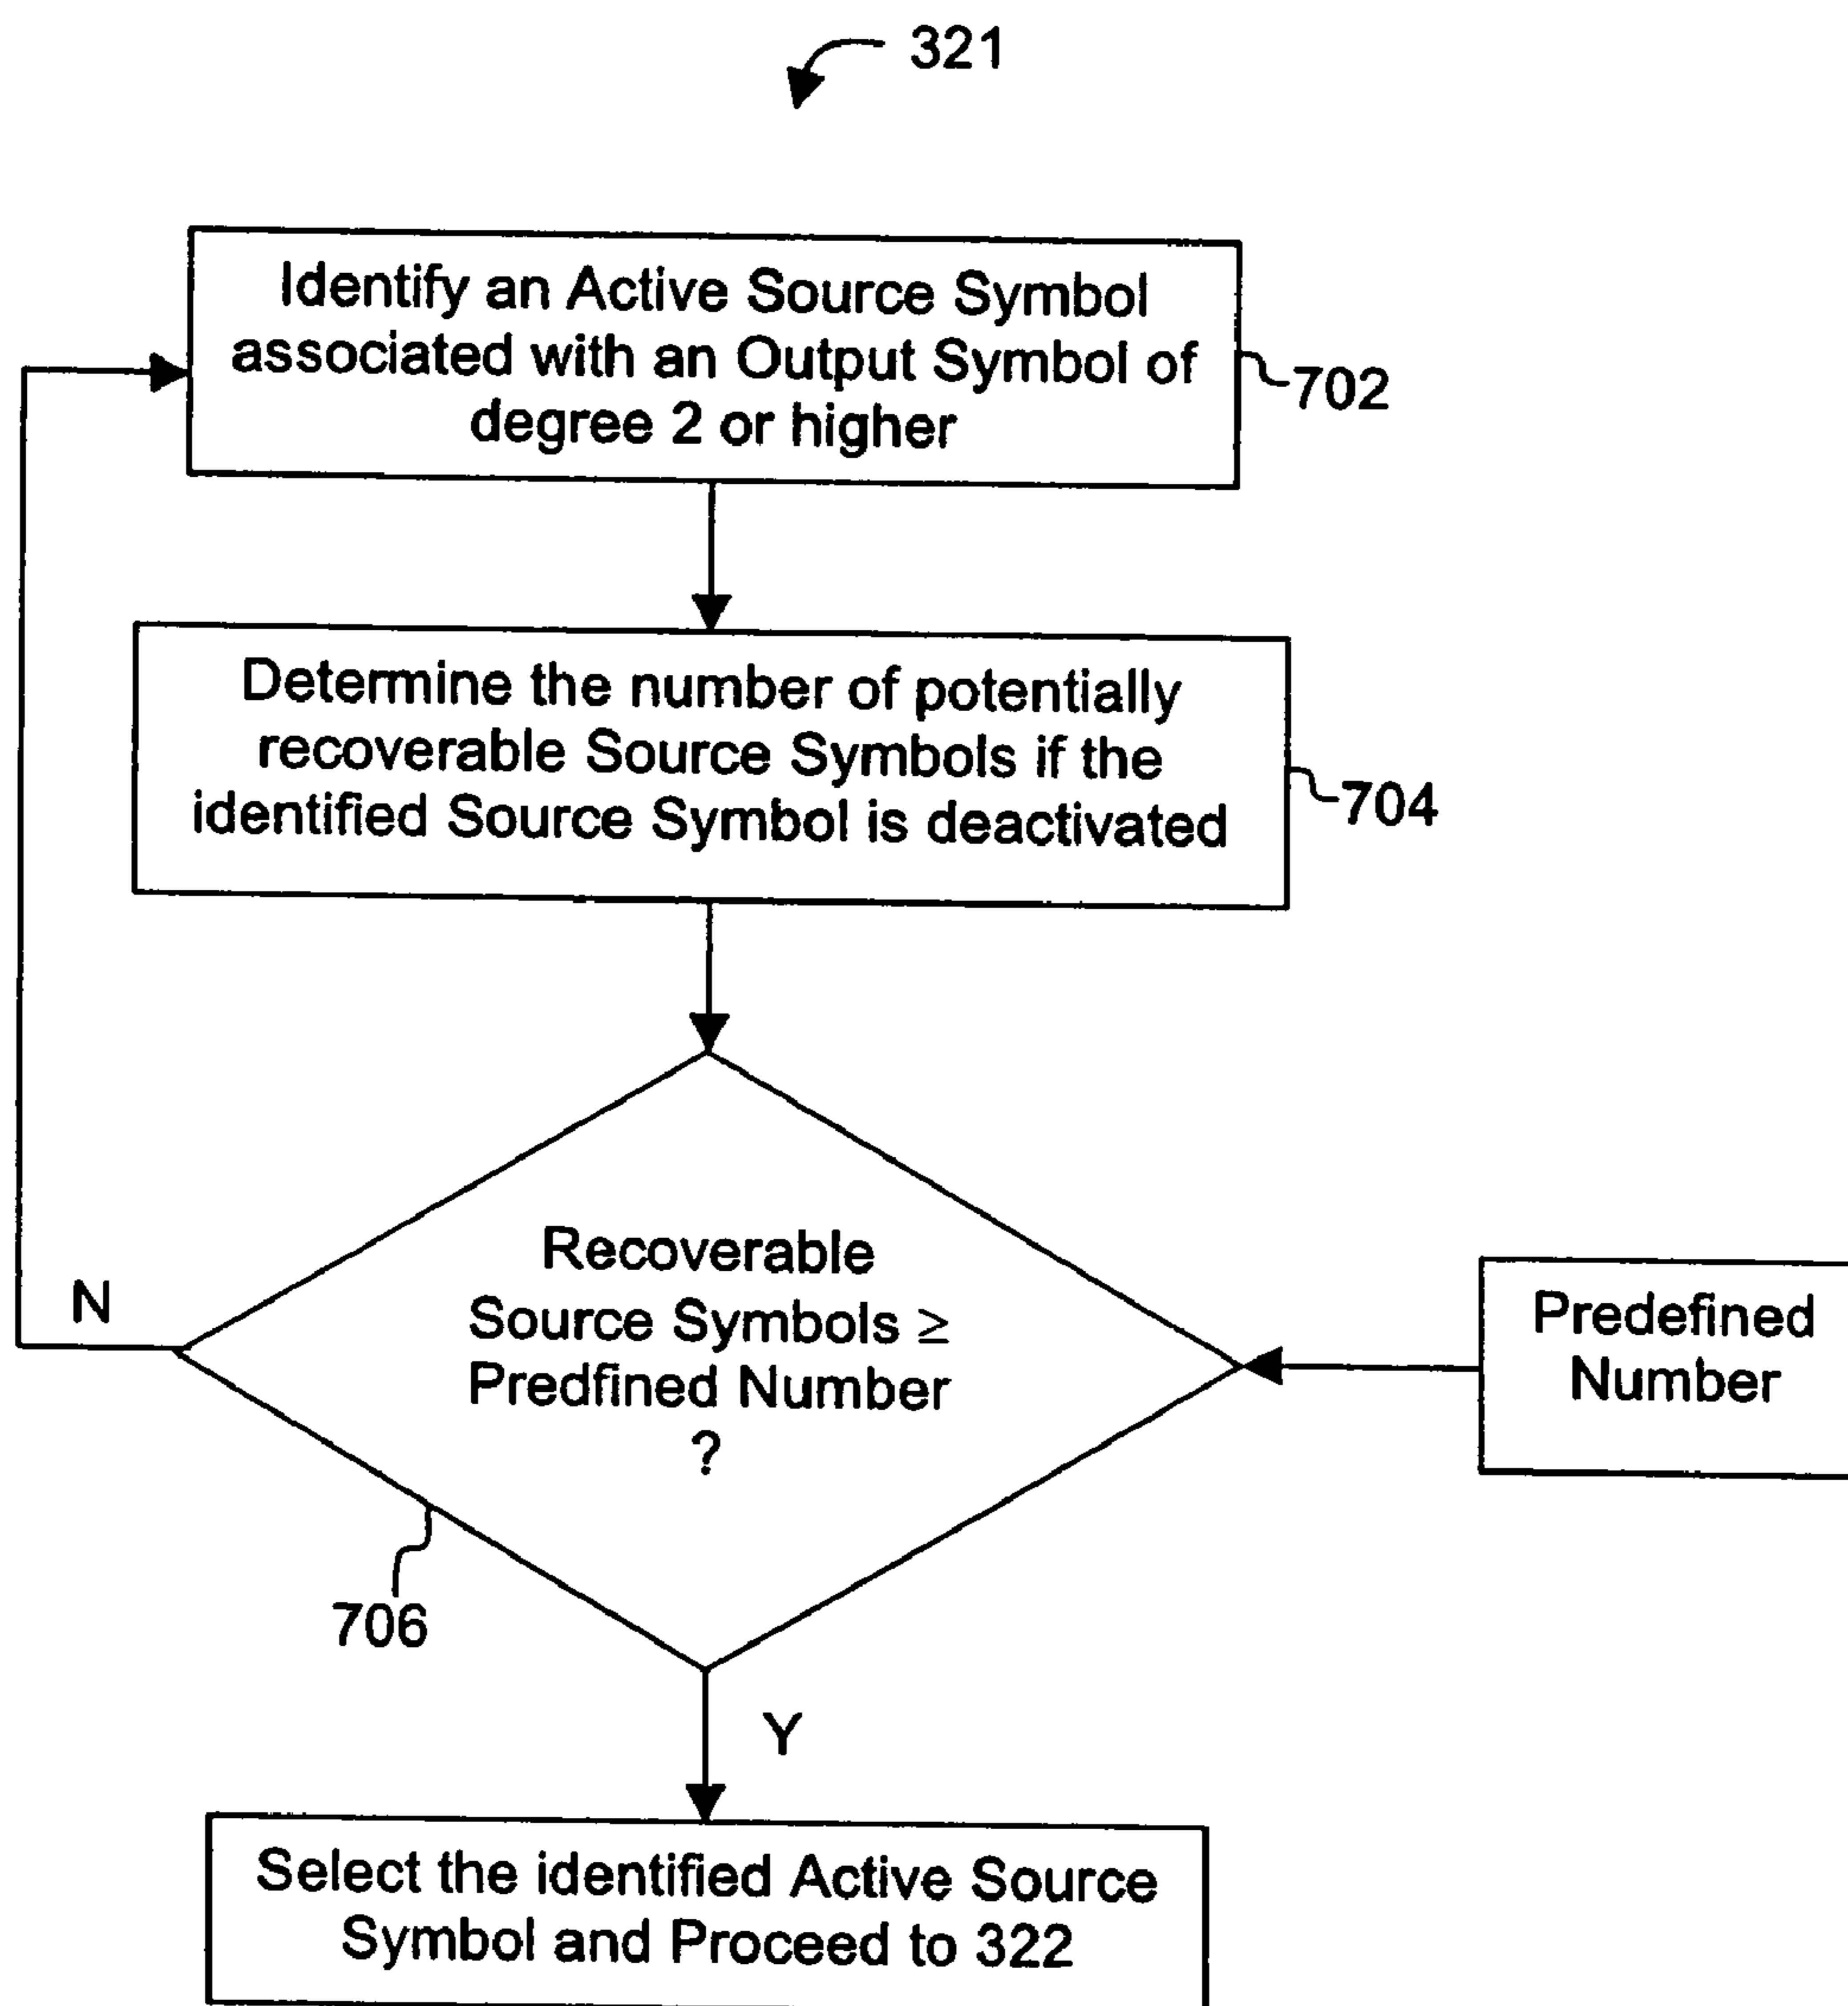 321
Identify an Active Source Symbol
associated with an Output Symbol of
degree 2 or higher
702
Determine the number of potentially
recoverable Source Symbols if the
identified Source Symbol is deactivated
704
Recoverable
Source Symbols ≥
Predfined Number
?
N
Predefined
Number
706
Y
Select the identified Active Source
Symbol and Proceed to 322